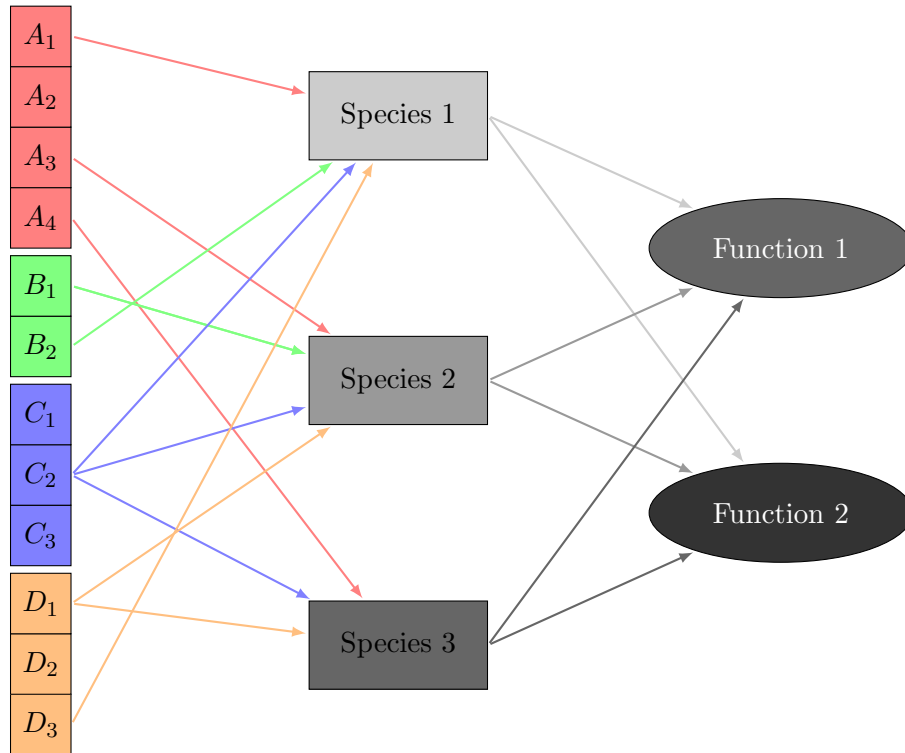 A₁
A₂
A₃
A₄
B₁
B₂
C₁
C₂
C₃
D₁
D₂
D₃
Species 1
Species 2
Species 3
Function 1
Function 2